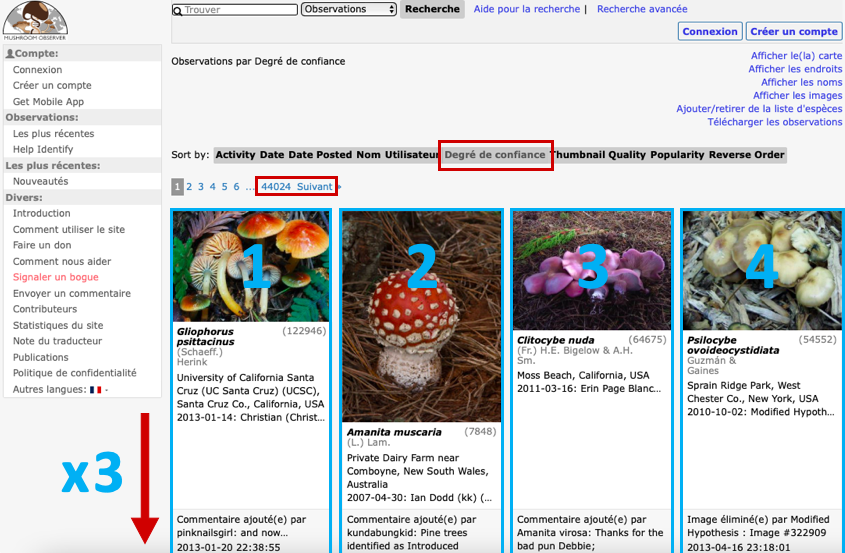 MUSHROOM OBSERVER
Trouver
Observations
Recherche
Aide pour la recherche |
Recherche avancée
Connexion
Créer un compte
Compte:
Connexion
Créer un compte
Get Mobile App
Observations:
Les plus récentes
Help Identify
Les plus récentes:
Nouveautés
Divers:
Introduction
Comment utiliser le site
Faire un don
Comment nous aider
Signaler un bogue
Envoyer un commentaire
Contributeurs
Statistiques du site
Note du traducteur
Publications
Politique de confidentialité
Autres langues:
x3
Observations par Degré de confiance
Afficher le(la) carte
Afficher les endroits
Afficher les noms
Afficher les images
Ajouter/retirer de la liste d'espèces
Télécharger les observations
Sort by: Activity Date Date Posted Nom Utilisateur Degré de confiance Thumbnail Quality Popularity Reverse Order
1 2 3 4 5 6 ... 44024 Suivant »
1
Gliophorus (122946)
psittacinus
(Schaeff.)
Herink
University of California Santa
Cruz (UC Santa Cruz) (UCSC),
Santa Cruz Co., California, USA
2013-01-14: Christian (Christ...
Commentaire ajouté(e) par
pinknailsgirl: and now...
2013-01-20 22:38:55
2
Amanita muscaria (7848)
(L.) Lam.
Private Dairy Farm near
Comboyne, New South Wales,
Australia
2007-04-30: Ian Dodd (kk) (...
Commentaire ajouté(e) par
kundabungkid: Pine trees
identified as Introduced
3
Clitocybe nuda (64675)
(Fr.) H.E. Bigelow & A.H.
Sm.
Moss Beach, California, USA
2011-03-16: Erin Page Blanc...
Commentaire ajouté(e) par
Amanita virosa: Thanks for the
bad pun Debbie;
4
Psilocybe (54552)
ovoideocystidiata
Guzmán &
Gaines
Sprain Ridge Park, West
Chester Co., New York, USA
2010-10-02: Modified Hypoth...
Image éliminé(e) par Modified
Hypothesis : Image #322909
2013-04-16 23:18:01